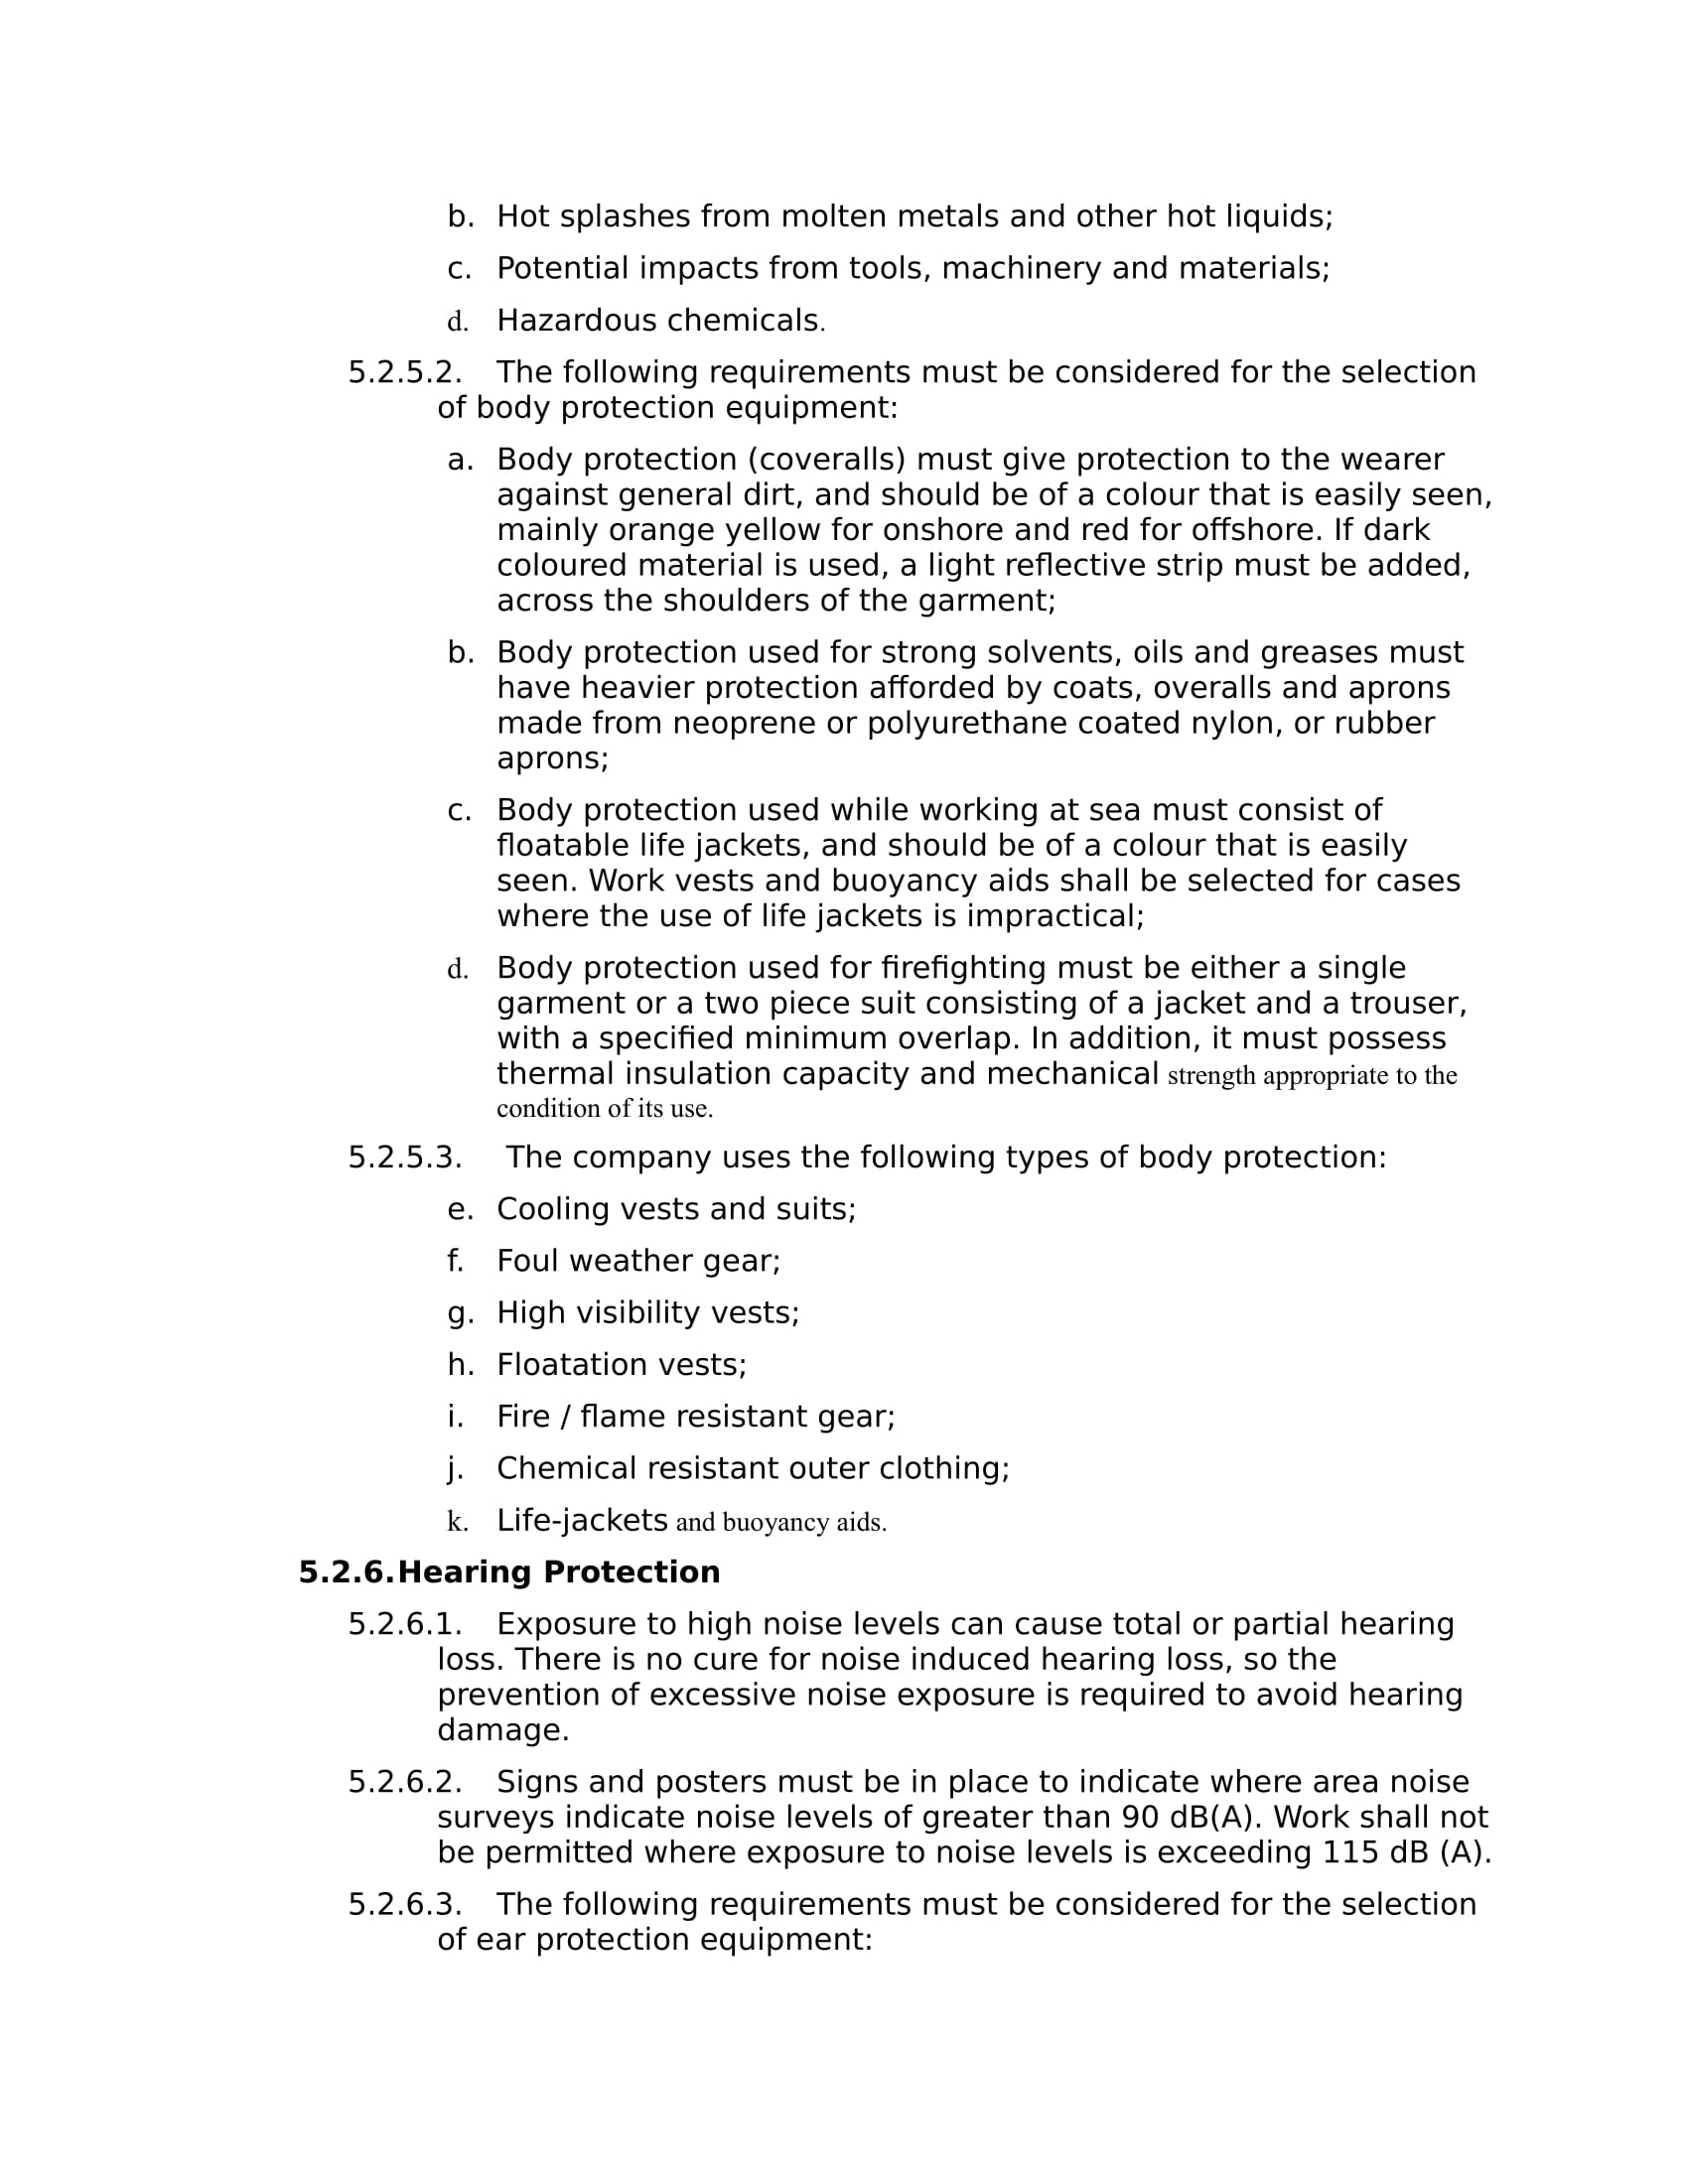 b. Hot splashes from molten metals and other hot liquids;
c. Potential impacts from tools, machinery and materials;
d. Hazardous chemicals.
5.2.5.2. The following requirements must be considered for the selection
of body protection equipment:
a. Body protection (coveralls) must give protection to the wearer
against general dirt, and should be of a colour that is easily seen,
mainly orange yellow for onshore and red for offshore. If dark
coloured material is used, a light reflective strip must be added,
across the shoulders of the garment;
b. Body protection used for strong solvents, oils and greases must
have heavier protection afforded by coats, overalls and aprons
made from neoprene or polyurethane coated nylon, or rubber
aprons;
c. Body protection used while working at sea must consist of
floatable life jackets, and should be of a colour that is easily
seen. Work vests and buoyancy aids shall be selected for cases
where the use of life jackets is impractical;
d. Body protection used for firefighting must be either a single
garment or a two piece suit consisting of a jacket and a trouser,
with a specified minimum overlap. In addition, it must possess
thermal insulation capacity and mechanical strength appropriate to the
condition of its use.
5.2.5.3. The company uses the following types of body protection:
e. Cooling vests and suits;
f. Foul weather gear;
g. High visibility vests;
h. Floatation vests;
i. Fire / flame resistant gear;
j. Chemical resistant outer clothing;
k. Life-jackets and buoyancy aids.
5.2.6. Hearing Protection
5.2.6.1. Exposure to high noise levels can cause total or partial hearing
loss. There is no cure for noise induced hearing loss, so the
prevention of excessive noise exposure is required to avoid hearing
damage.
5.2.6.2. Signs and posters must be in place to indicate where area noise
surveys indicate noise levels of greater than 90 dB(A). Work shall not
be permitted where exposure to noise levels is exceeding 115 dB (A).
5.2.6.3. The following requirements must be considered for the selection
of ear protection equipment: